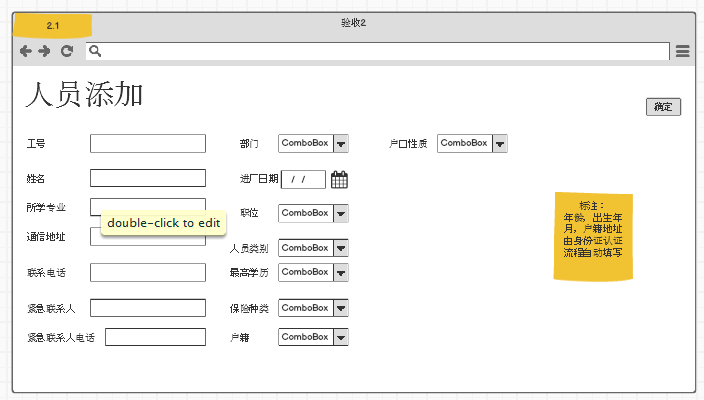 2.1
验收2
人员添加
确定
工号
部门
ComboBox
户口性质
ComboBox
姓名
进厂日期
/ /
所学专业
职位
ComboBox
double-click to edit
通信地址
人员类别
ComboBox
联系电话
最高学历
ComboBox
紧急联系人
保险种类
ComboBox
紧急联系人电话
户籍
ComboBox
标注：
年龄，出生年
月，户籍地址
由身份证认证
流程自动填写